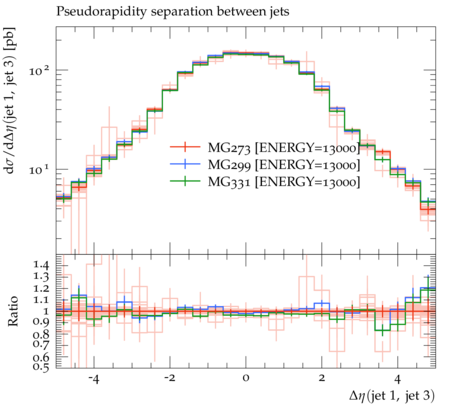 Pseudorapidity separation between jets
dσ/dΔη(jet 1, jet 3) [pb]
10²
10¹
MG273 [ENERGY=13000]
MG299 [ENERGY=13000]
MG331 [ENERGY=13000]
Ratio
1.4
1.3
1.2
1.1
1
0.9
0.8
0.7
0.6
0.5
-4 -2 0 2 4
Δη(jet 1, jet 3)